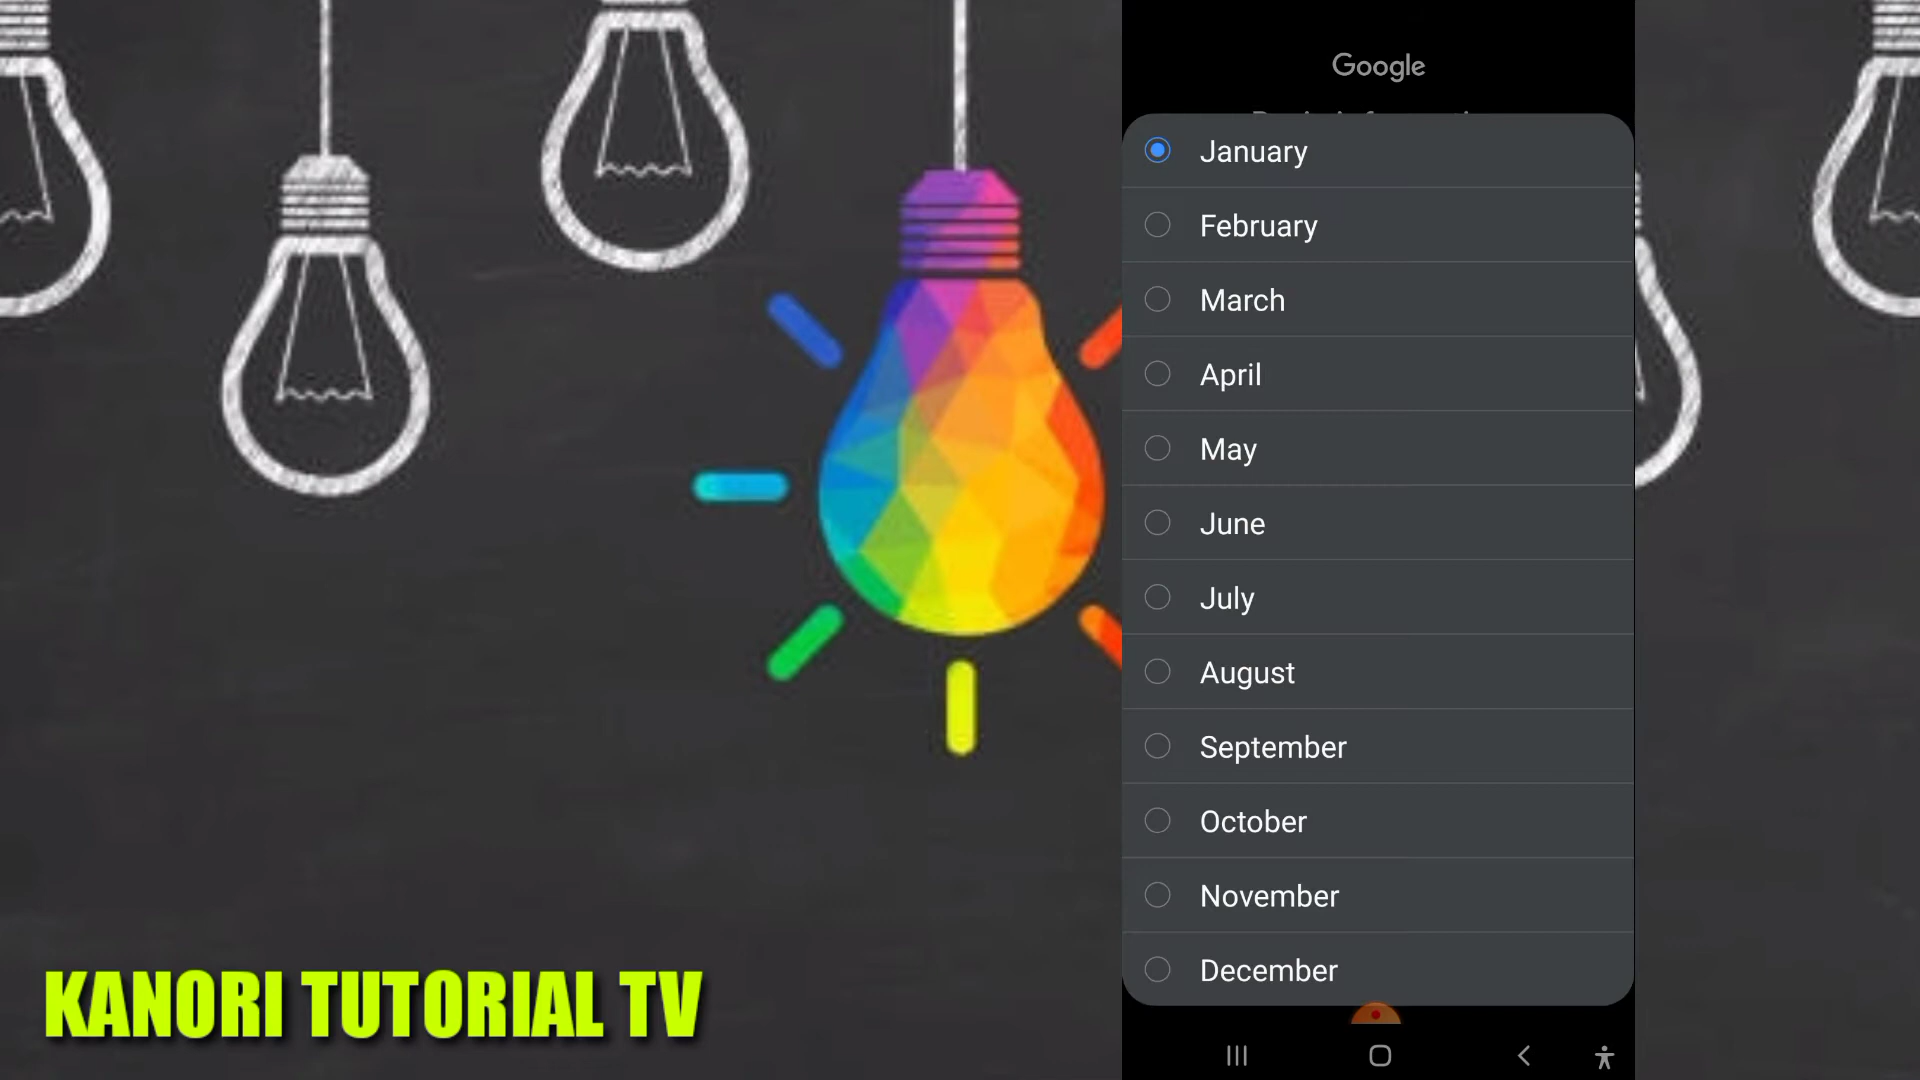 Google
January
February
March
April
May
June
July
August
September
October
November
December
KANORI TUTORIAL TV